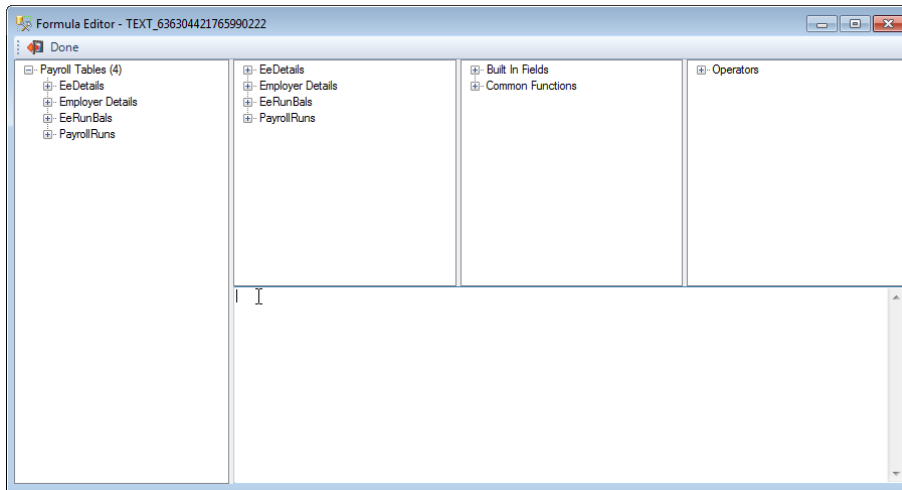 Formula Editor - TEXT_636304421765990222
Done
Payroll Tables (4)
EeDetails
Employer Details
EeRunBals
PayrollRuns
EeDetails
Employer Details
EeRunBals
PayrollRuns
Built In Fields
Common Functions
Operators